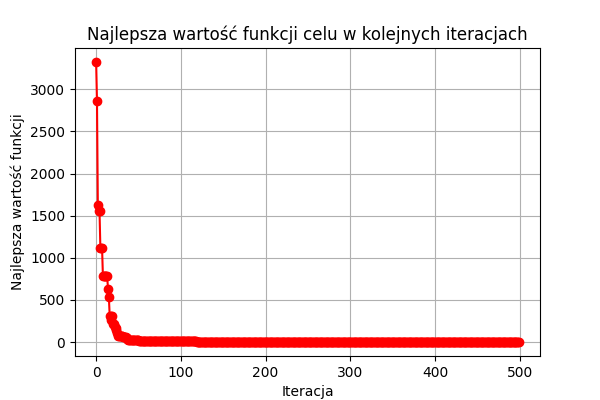 Najlepsza wartość funkcji celu w kolejnych iteracjach
Najlepsza wartość funkcji
3000
2500
2000
1500
1000
500
0
0 100 200 300 400 500
Iteracja